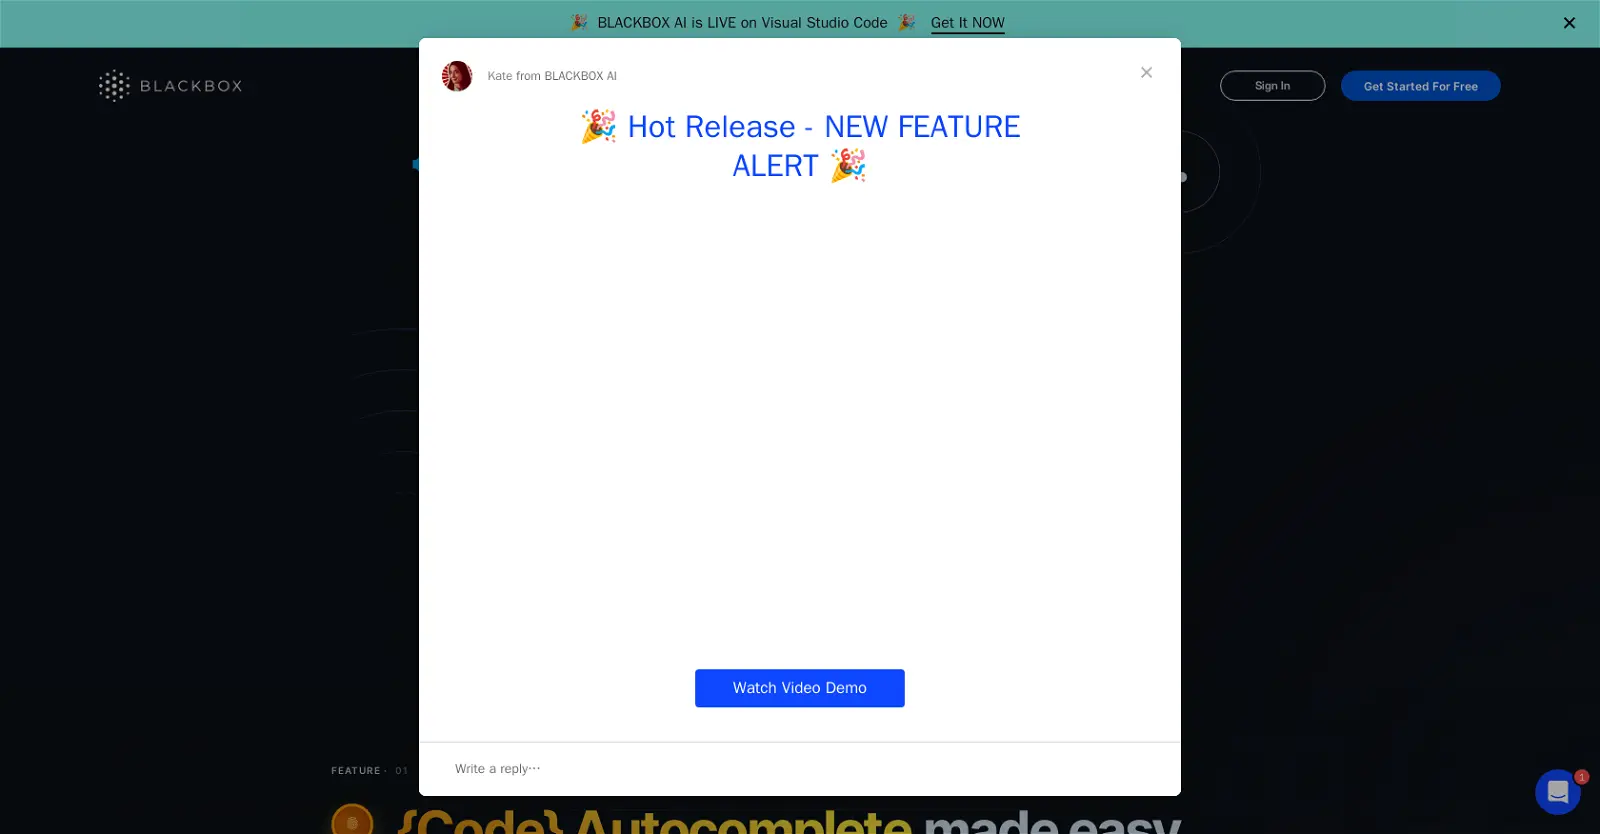 🎉 BLACKBOX AI is LIVE on Visual Studio Code 🎉 Get It NOW
BLACKBOX
Kate from BLACKBOX AI
Sign In
Get Started For Free
🎉 Hot Release - NEW FEATURE
ALERT 🎉
Watch Video Demo
Write a reply…
FEATURE · 01
1
{Code} Autocomplete made easy